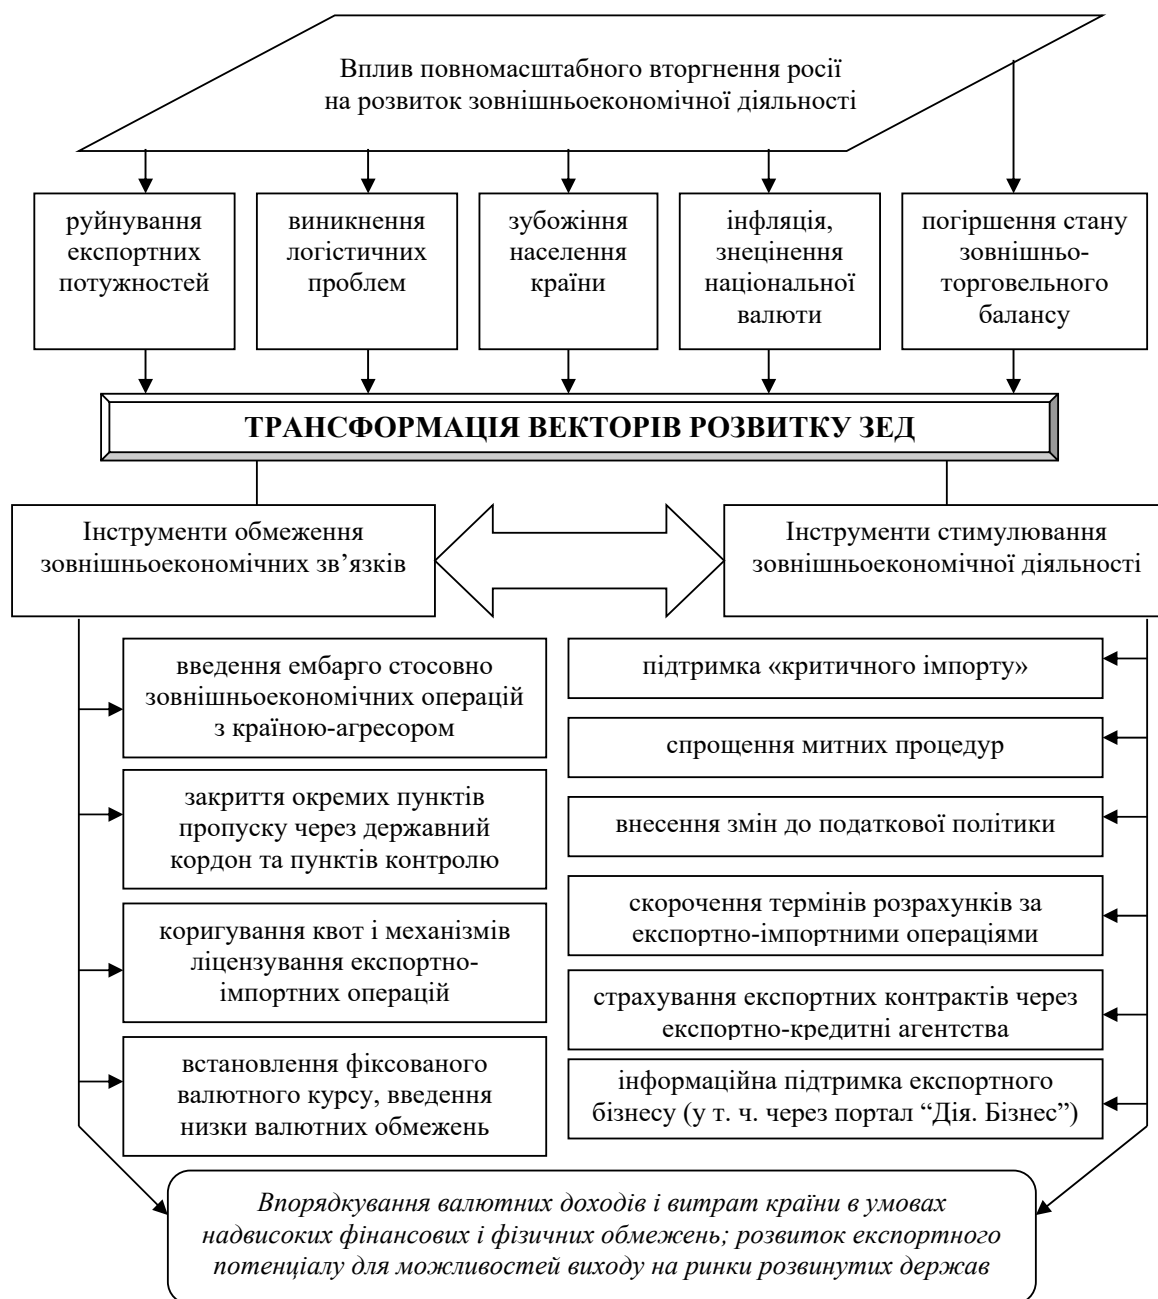 Вплив повномасштабного вторгнення росії
на розвиток зовнішньоекономічної діяльності
руйнування
експортних
потужностей
виникнення
логістичних
проблем
зубожіння
населення
країни
інфляція,
знецінення
національної
валюти
погіршення стану
зовнішньо-
торговельного
балансу
ТРАНСФОРМАЦІЯ ВЕКТОРІВ РОЗВИТКУ ЗЕД
Інструменти обмеження
зовнішньоекономічних зв’язків
Інструменти стимулювання
зовнішньоекономічної діяльності
введення ембарго стосовно
зовнішньоекономічних операцій
з країною-агресором
закриття окремих пунктів
пропуску через державний
кордон та пунктів контролю
коригування квот і механізмів
ліцензування експортно-
імпортних операцій
встановлення фіксованого
валютного курсу, введення
низки валютних обмежень
підтримка «критичного імпорту»
спрощення митних процедур
внесення змін до податкової політики
скорочення термінів розрахунків за
експортно-імпортними операціями
страхування експортних контрактів через
експортно-кредитні агентства
інформаційна підтримка експортного
бізнесу (у т. ч. через портал “Дія. Бізнес”)
Впорядкування валютних доходів і витрат країни в умовах
надвисоких фінансових і фізичних обмежень; розвиток експортного
потенціалу для можливостей виходу на ринки розвинутих держав